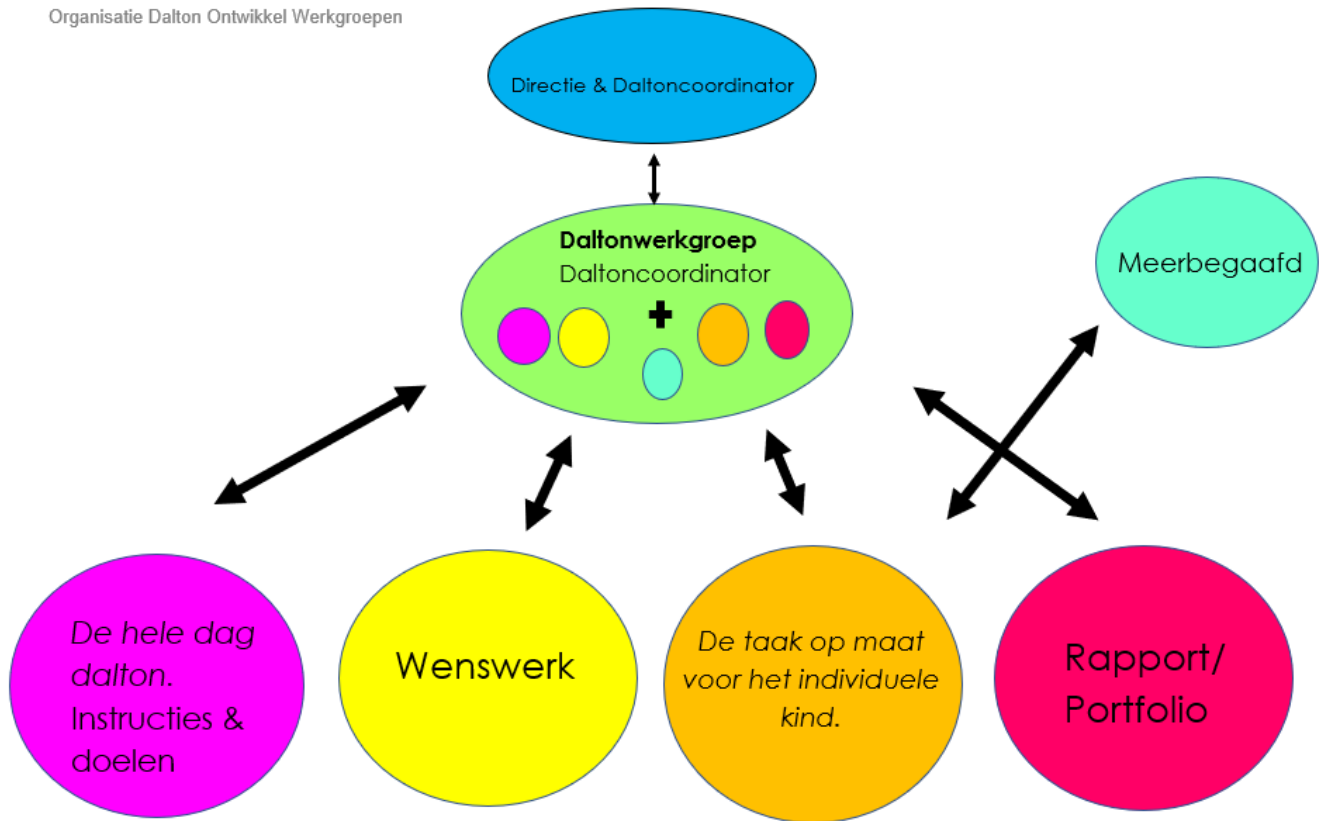 Organisatie Dalton Ontwikkel Werkgroepen
Directie & Daltoncoordinator
Daltonwerkgroep
Daltoncoordinator
Meerbegaafd
De hele dag
dalton.
Instructies &
doelen
Wenswerk
De taak op maat
voor het individuele
kind.
Rapport/
Portfolio